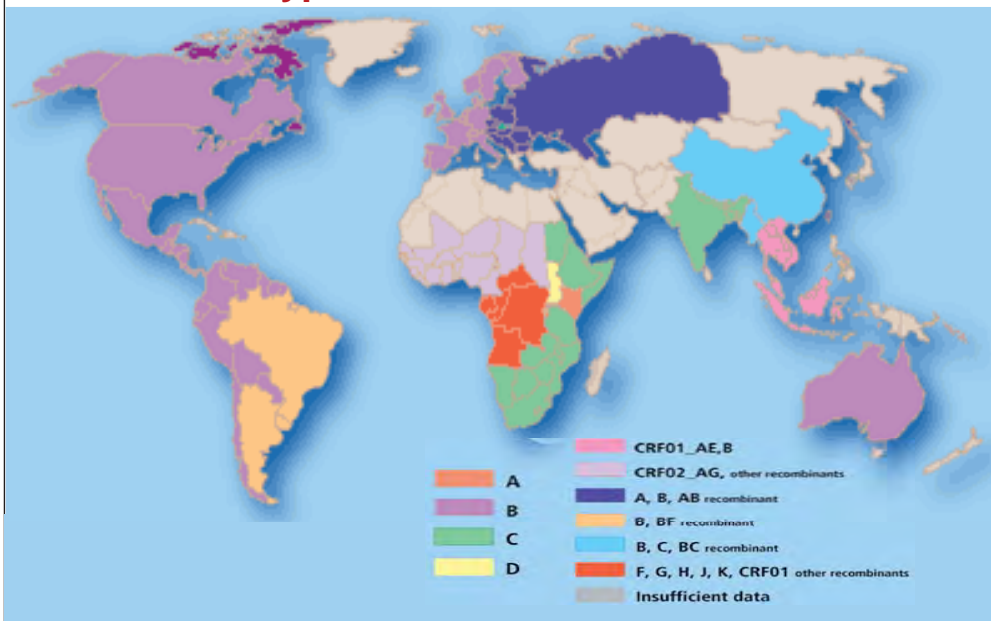 A
B
C
D
CRF01_AE,B
CRF02_AG, other recombinants
A, B, AB recombinant
B, BF recombinant
B, C, BC recombinant
F, G, H, J, K, CRF01 other recombinants
Insufficient data